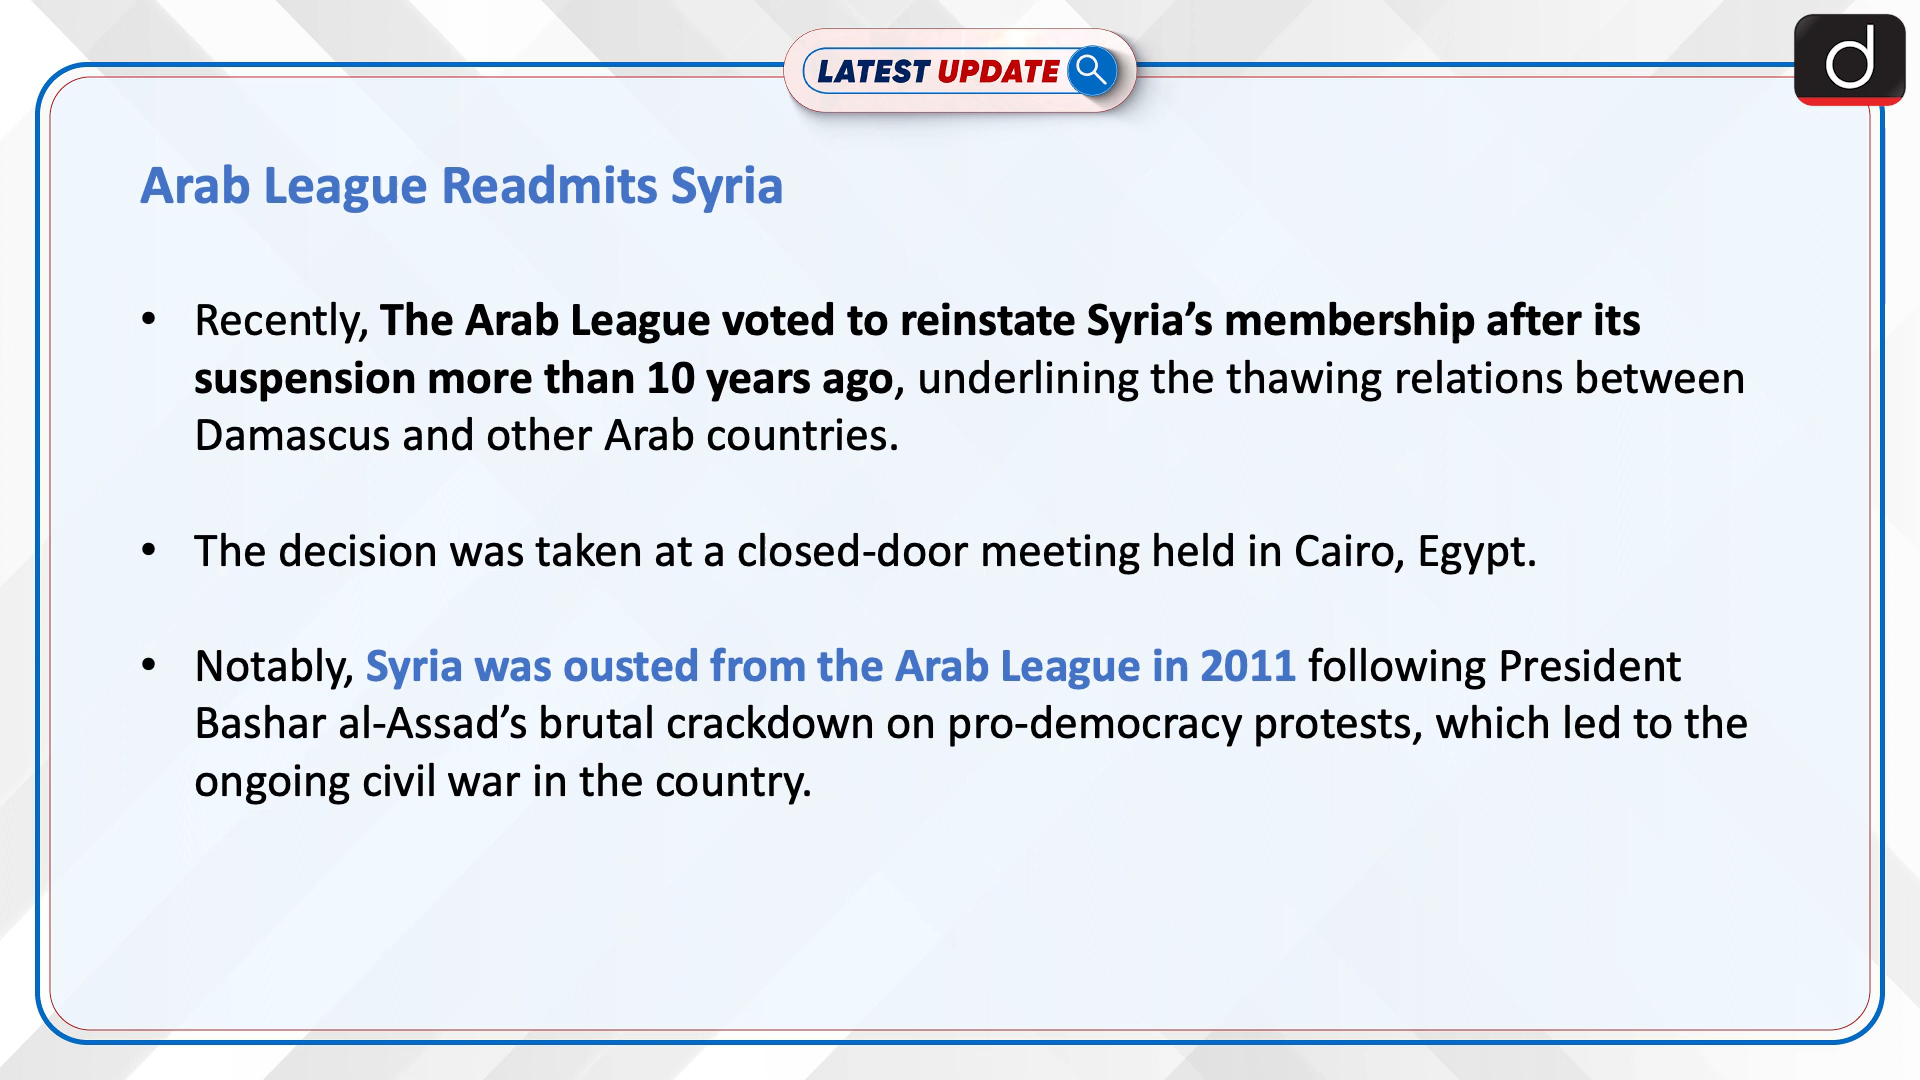 LATEST UPDATE
d
Arab League Readmits Syria
• Recently, The Arab League voted to reinstate Syria’s membership after its
suspension more than 10 years ago, underlining the thawing relations between
Damascus and other Arab countries.
• The decision was taken at a closed-door meeting held in Cairo, Egypt.
• Notably, Syria was ousted from the Arab League in 2011 following President
Bashar al-Assad’s brutal crackdown on pro-democracy protests, which led to the
ongoing civil war in the country.